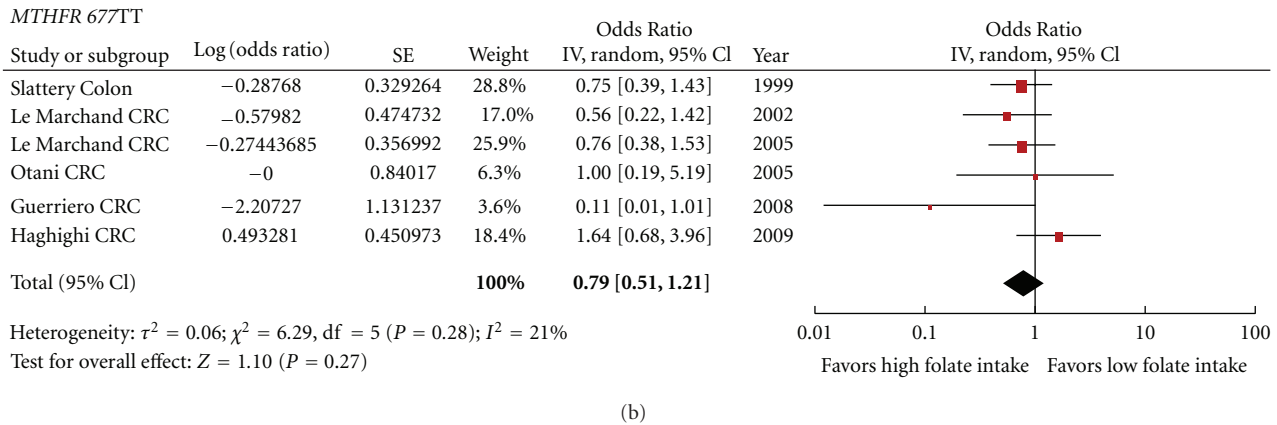 MTHFR 677TT
Odds Ratio Odds Ratio
Study or subgroup Log (odds ratio) SE Weight IV, random, 95% CI Year IV, random, 95% CI
Slattery Colon −0.28768 0.329264 28.8% 0.75 [0.39, 1.43] 1999
Le Marchand CRC −0.57982 0.474732 17.0% 0.56 [0.22, 1.42] 2002
Le Marchand CRC −0.27443685 0.356992 25.9% 0.76 [0.38, 1.53] 2005
Otani CRC −0 0.84017 6.3% 1.00 [0.19, 5.19] 2005
Guerriero CRC −2.20727 1.131237 3.6% 0.11 [0.01, 1.01] 2008
Haghighi CRC 0.493281 0.450973 18.4% 1.64 [0.68, 3.96] 2009
Total (95% CI) 100% 0.79 [0.51, 1.21]
Heterogeneity: τ² = 0.06; χ² = 6.29, df = 5 (P = 0.28); I² = 21%
Test for overall effect: Z = 1.10 (P = 0.27)
0.01 0.1 1 10 100
Favors high folate intake Favors low folate intake
(b)